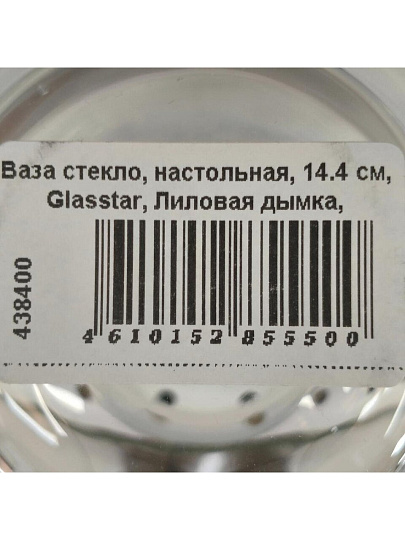 Ваза стекло, настольная, 14.4 см,
Glasstar, Лиловая дымка,
438400
4 610152 855500